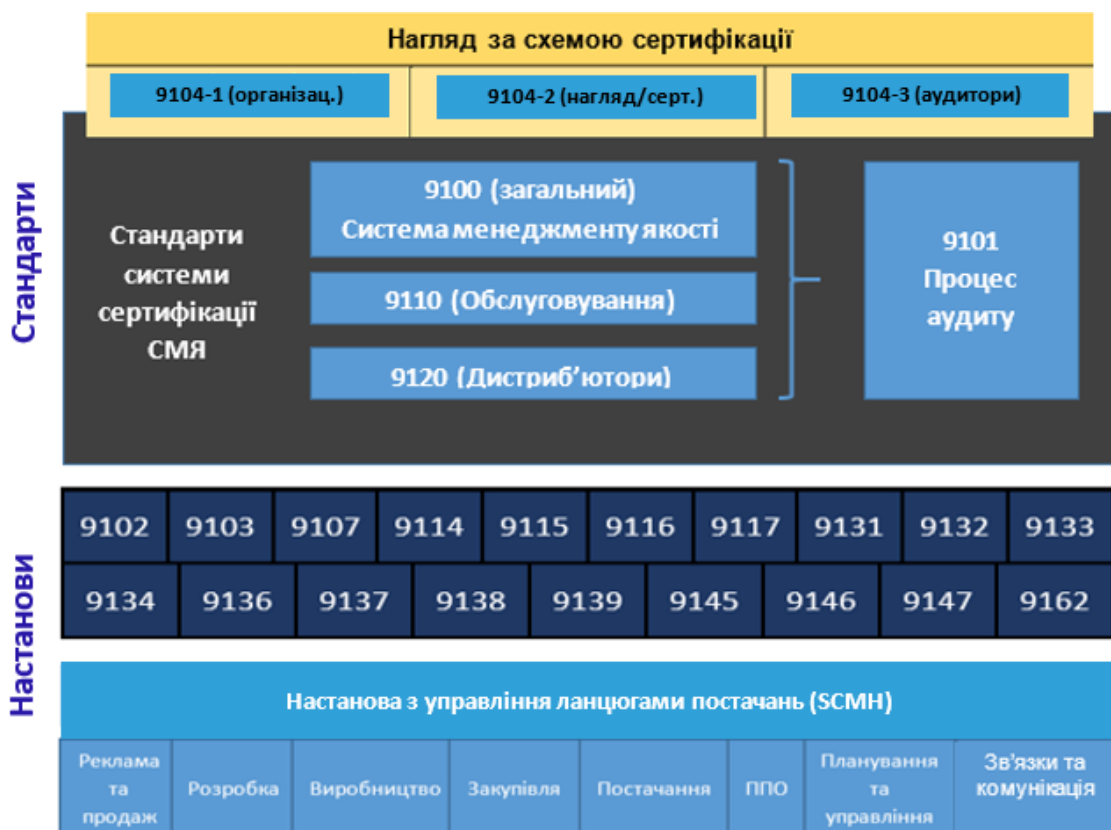 Нагляд за схемою сертифікації
9104-1 (організац.)
9104-2 (нагляд/серт.)
9104-3 (аудитори)
Стандарти
Стандарти
системи
сертифікації
СМЯ
9100 (загальний)
Система менеджменту якості
9110 (Обслуговування)
9120 (Дистриб’ютори)
9101
Процес
аудиту
Настанови
9102 9103 9107 9114 9115 9116 9117 9131 9132 9133
9134 9136 9137 9138 9139 9145 9146 9147 9162
Настанова з управління ланцюгами постачань (SCMH)
Реклама
та
продаж
Розробка
Виробництво
Закупівля
Постачання
ППО
Планування
та
управління
Зв'язки та
комунікація